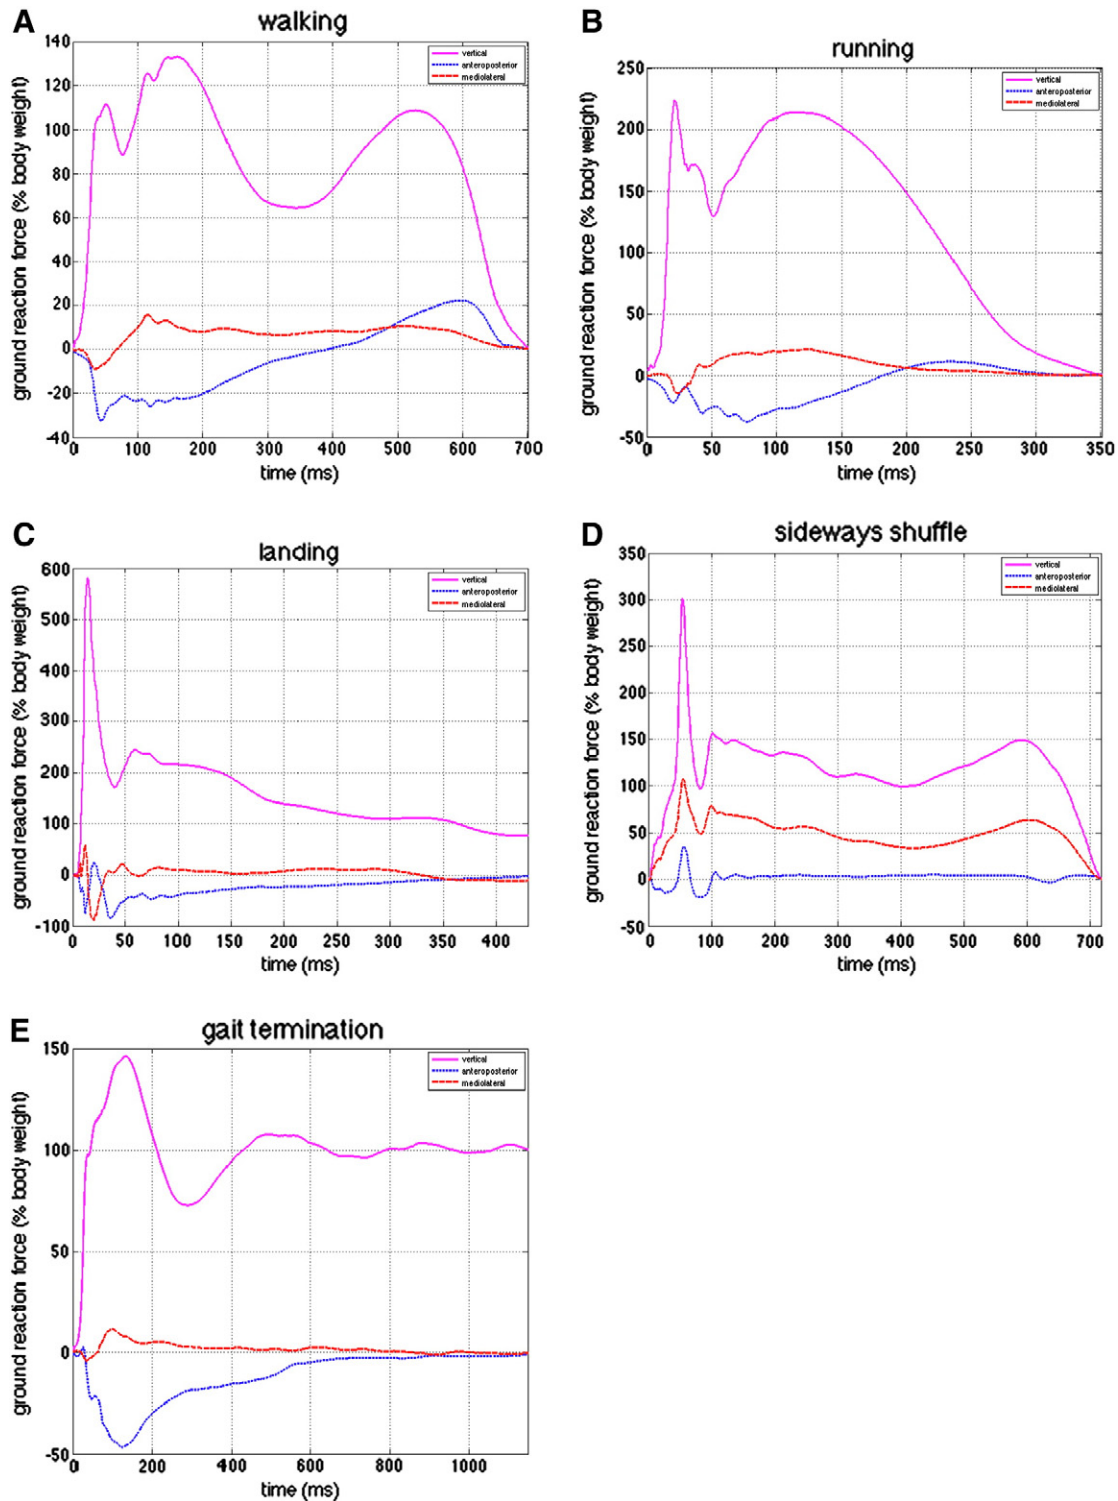 A
walking
ground reaction force (% body weight)
140
120
100
80
60
40
20
0
-20
-40
vertical
anteroposterior
mediolateral
0 100 200 300 400 500 600 700
time (ms)
B
running
ground reaction force (% body weight)
250
200
150
100
50
0
-50
vertical
anteroposterior
mediolateral
0 50 100 150 200 250 300 350
time (ms)
C
landing
ground reaction force (% body weight)
600
500
400
300
200
100
0
-100
vertical
anteroposterior
mediolateral
0 50 100 150 200 250 300 350 400
time (ms)
D
sideways shuffle
ground reaction force (% body weight)
350
300
250
200
150
100
50
0
-50
vertical
anteroposterior
mediolateral
0 100 200 300 400 500 600 700
time (ms)
E
gait termination
ground reaction force (% body weight)
150
100
50
0
-50
vertical
anteroposterior
mediolateral
0 200 400 600 800 1000
time (ms)